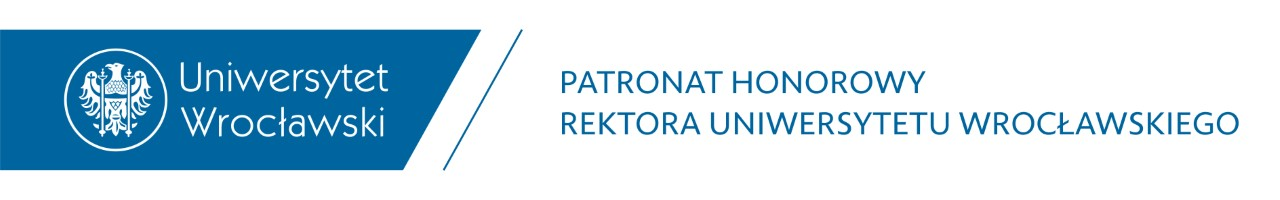 Uniwersytet
Wrocławski
PATRONAT HONOROWY
REKTORA UNIWERSYTETU WROCŁAWSKIEGO